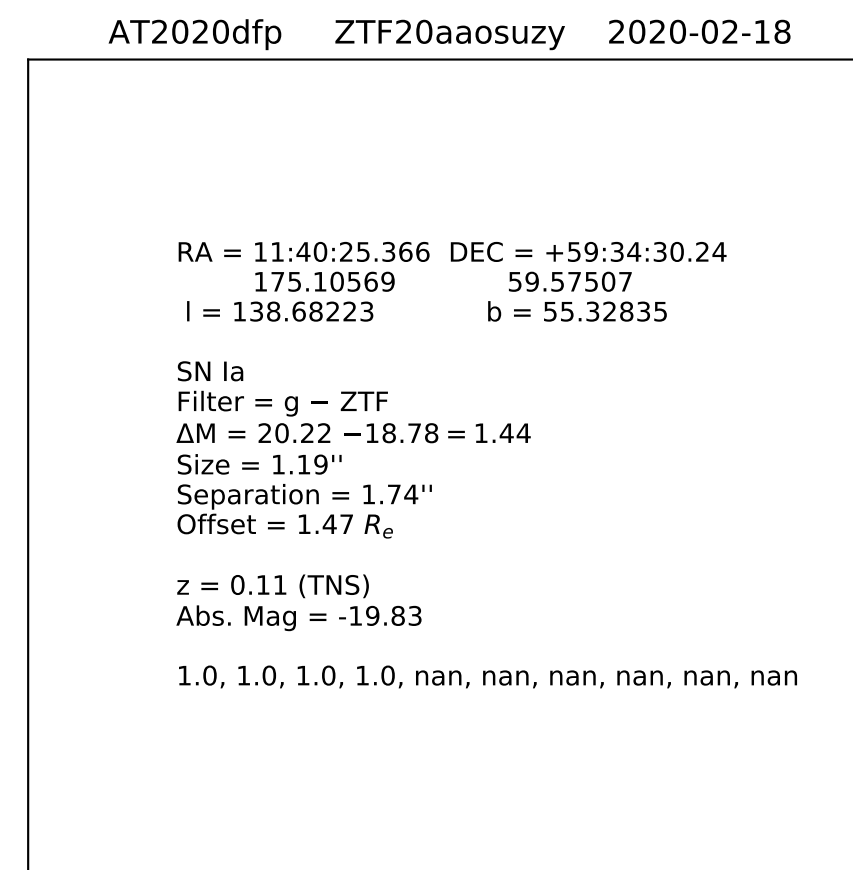 AT2020dfp ZTF20aaosuzy 2020-02-18
RA = 11:40:25.366 DEC = +59:34:30.24
175.10569 59.57507
l = 138.68223 b = 55.32835
SN Ia
Filter = g − ZTF
ΔM = 20.22 −18.78 = 1.44
Size = 1.19''
Separation = 1.74''
Offset = 1.47 Re
z = 0.11 (TNS)
Abs. Mag = -19.83
1.0, 1.0, 1.0, 1.0, nan, nan, nan, nan, nan, nan